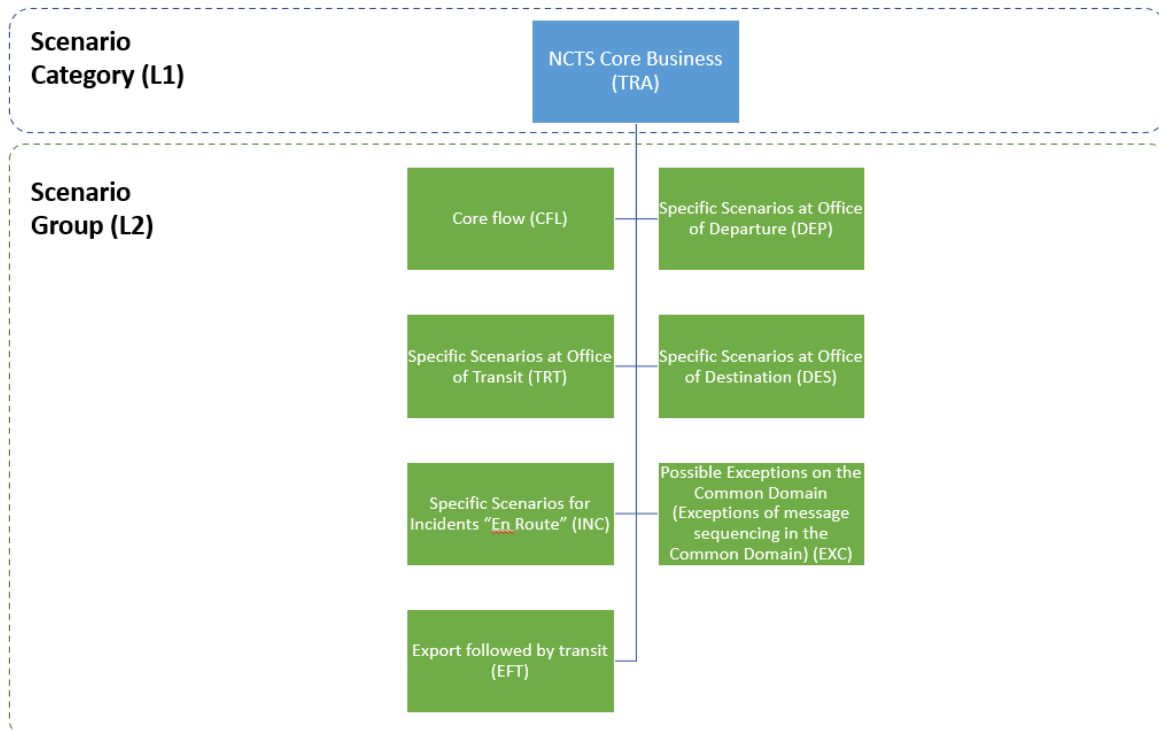 Scenario
Category (L1)
NCTS Core Business
(TRA)
Scenario
Group (L2)
Core flow (CFL)
Specific Scenarios at Office
of Departure (DEP)
Specific Scenarios at Office
of Transit (TRT)
Specific Scenarios at Office
of Destination (DES)
Specific Scenarios for
Incidents “En Route” (INC)
Possible Exceptions on the
Common Domain
(Exceptions of message
sequencing in the
Common Domain) (EXC)
Export followed by transit
(EFT)